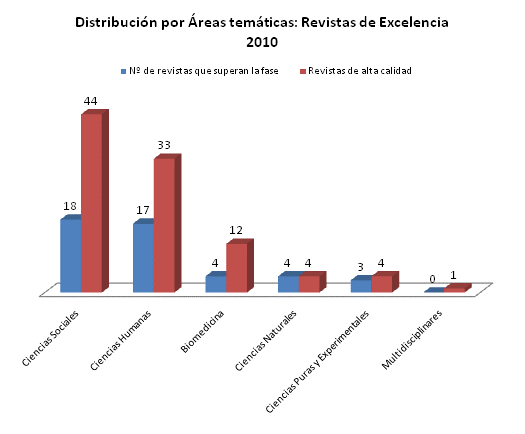 Distribución por Áreas temáticas: Revistas de Excelencia
2010
Nº de revistas que superan la fase
Revistas de alta calidad
18
44
17
33
4
12
4
4
3
4
0
1
Ciencias Sociales
Ciencias Humanas
Biomedicina
Ciencias Naturales
Ciencias Puras y Experimentales
Multidisciplinares